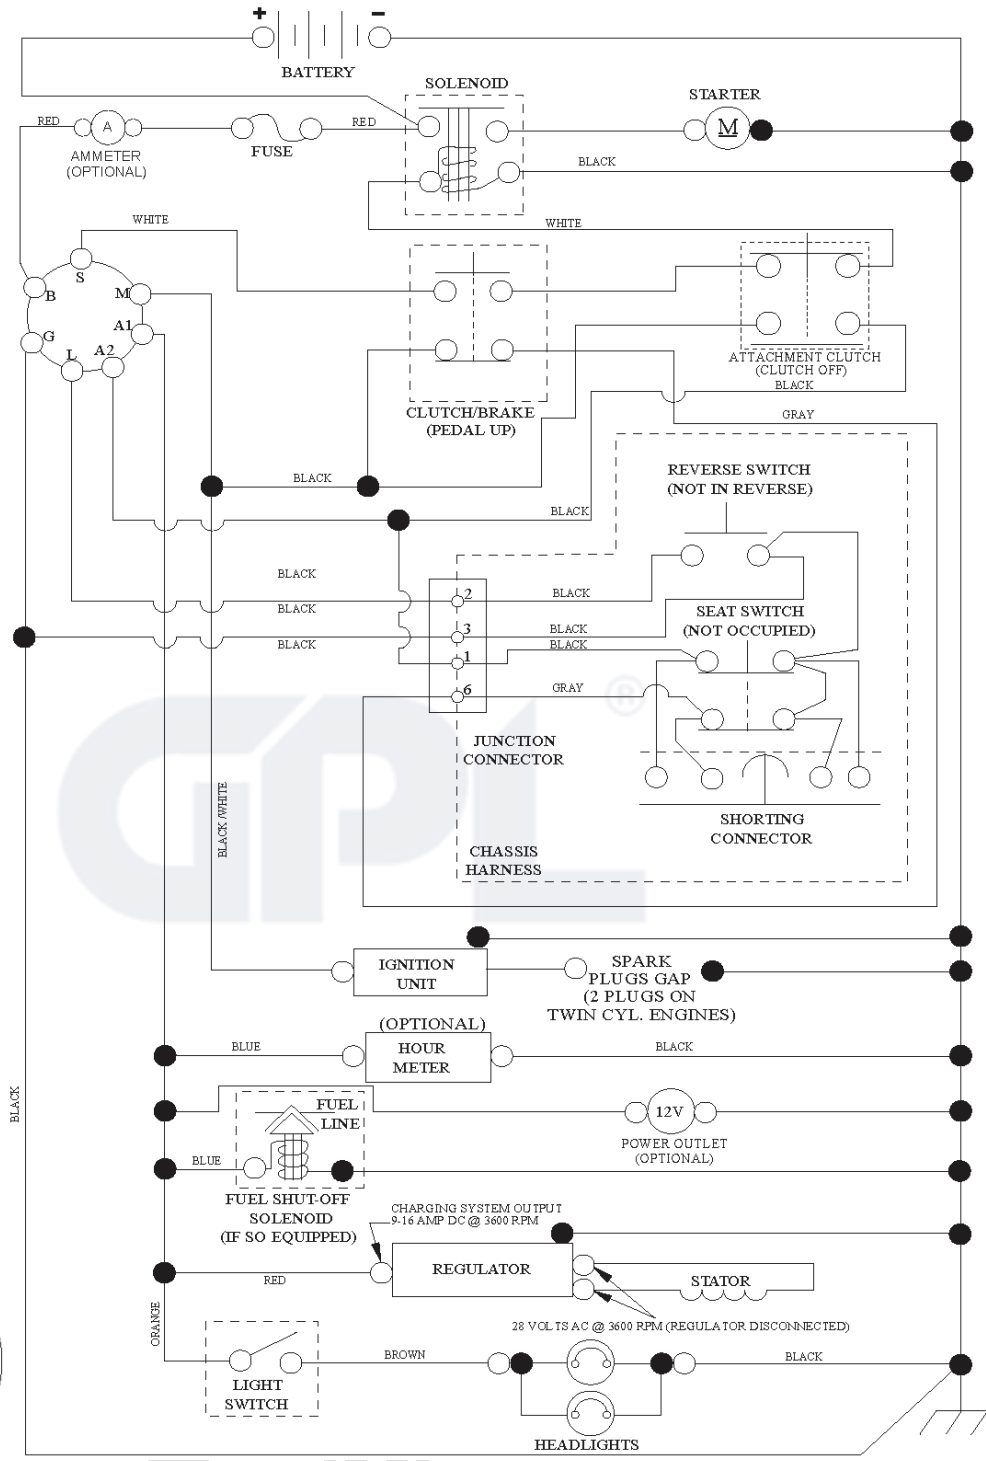 + −
BATTERY
SOLENOID
STARTER
RED
A
RED
M
FUSE
AMMETER
(OPTIONAL)
BLACK
WHITE
WHITE
S
B
M
A1
G
A2
L
ATTACHMENT CLUTCH
(CLUTCH OFF)
BLACK
CLUTCH/BRAKE
(PEDAL UP)
GRAY
REVERSE SWITCH
(NOT IN REVERSE)
BLACK
BLACK
BLACK
2
BLACK
BLACK
SEAT SWITCH
(NOT OCCUPIED)
3
BLACK
BLACK
1
BLACK
6
GRAY
®
GPL
JUNCTION
CONNECTOR
BLACK/WHITE
SHORTING
CONNECTOR
CHASSIS
HARNESS
IGNITION
UNIT
SPARK
PLUGS GAP
(2 PLUGS ON
TWIN CYL. ENGINES)
(OPTIONAL)
BLUE
HOUR
METER
BLACK
BLACK
FUEL
LINE
12V
POWER OUTLET
(OPTIONAL)
BLUE
FUEL SHUT-OFF
SOLENOID
(IF SO EQUIPPED)
CHARGING SYSTEM OUTPUT
9-16 AMP DC @ 3600 RPM
REGULATOR
STATOR
RED
28 VOLTS AC @ 3600 RPM (REGULATOR DISCONNECTED)
ORANGE
BROWN
BLACK
LIGHT
SWITCH
HEADLIGHTS